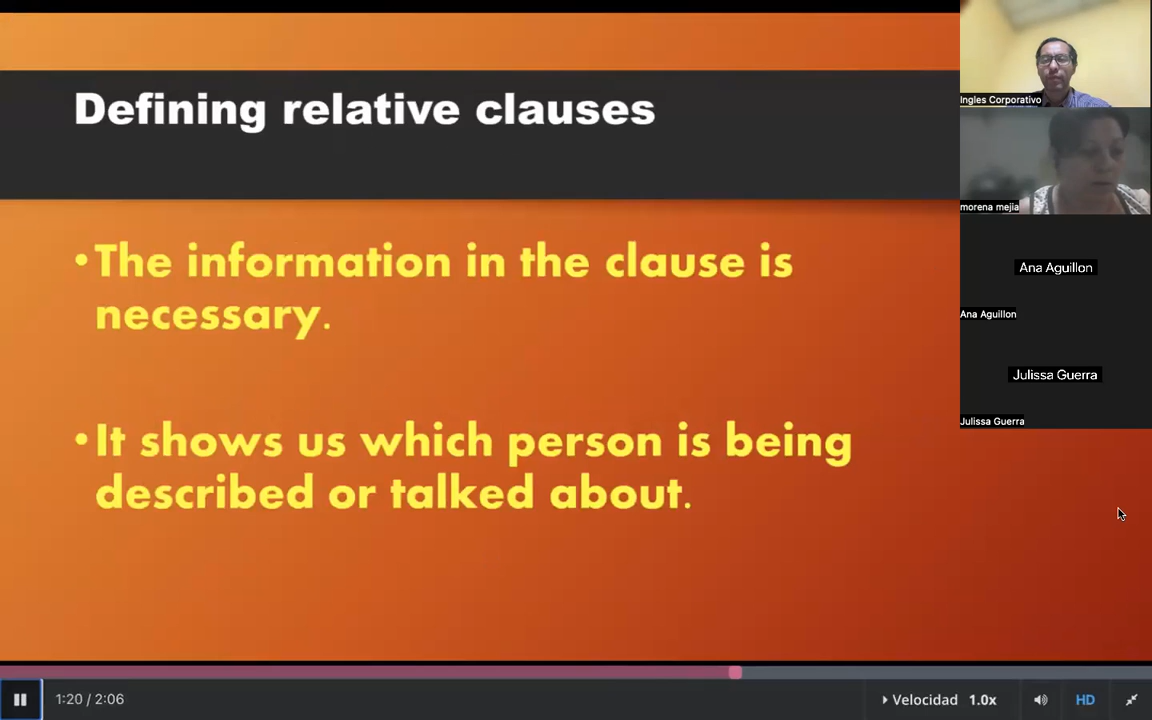 Defining relative clauses
•The information in the clause is
necessary.
•It shows us which person is being
described or talked about.
Ingles Corporativo
morena mejia
Ana Aguillon
Ana Aguillon
Julissa Guerra
Julissa Guerra
1:20 / 2:06
Velocidad 1.0x
HD